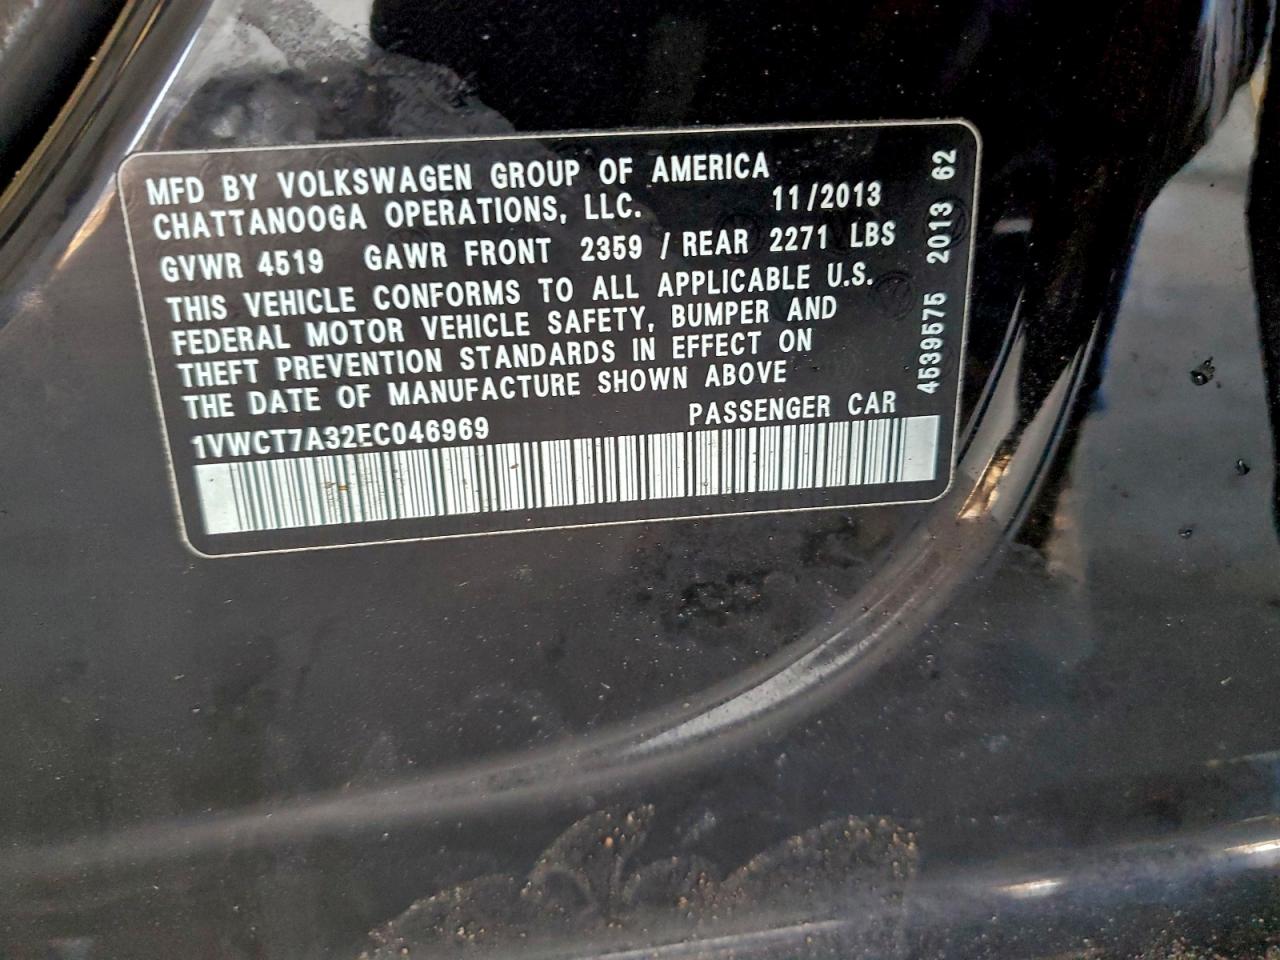 MFD BY VOLKSWAGEN GROUP OF AMERICA
CHATTANOOGA OPERATIONS, LLC. 11/2013
GVWR 4519 GAWR FRONT 2359 / REAR 2271 LBS
THIS VEHICLE CONFORMS TO ALL APPLICABLE U.S.
FEDERAL MOTOR VEHICLE SAFETY, BUMPER AND
THEFT PREVENTION STANDARDS IN EFFECT ON
THE DATE OF MANUFACTURE SHOWN ABOVE
1VWCT7A32EC046969 PASSENGER CAR
4539575 2013 62